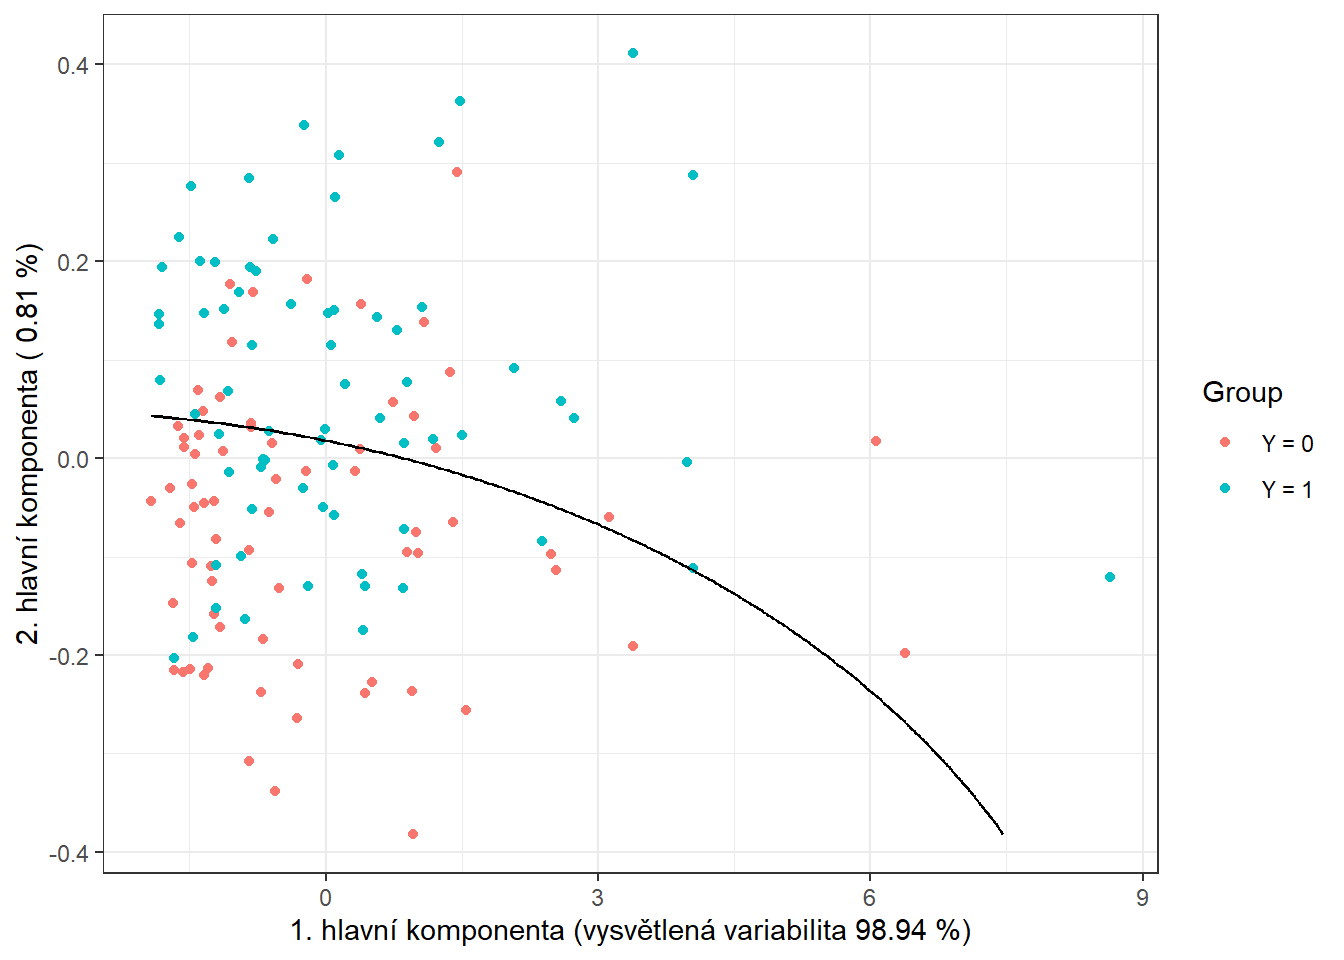 0.4
0.2
0.0
-0.2
-0.4
2. hlavní komponenta ( 0.81 %)
0
3
6
9
1. hlavní komponenta (vysvětlená variabilita 98.94 %)
Group
Y = 0
Y = 1